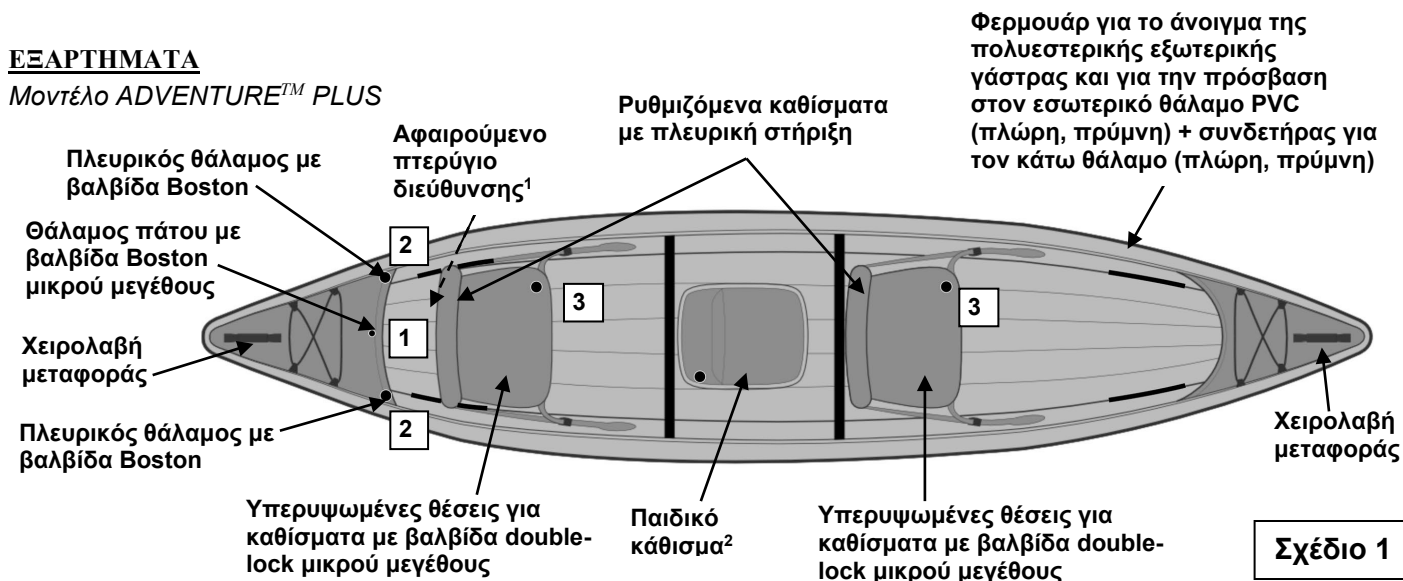 ΕΞΑΡΤΗΜΑΤΑ
Μοντέλο ADVENTURE™ PLUS
Πλευρικός θάλαμος με
βαλβίδα Boston
Θάλαμος πάτου με
βαλβίδα Boston
μικρού μεγέθους
Χειρολαβή
μεταφοράς
Πλευρικός θάλαμος με
βαλβίδα Boston
Αφαιρούμενο
πτερύγιο
διεύθυνσης¹
Ρυθμιζόμενα καθίσματα
με πλευρική στήριξη
Φερμουάρ για το άνοιγμα της
πολυεστερικής εξωτερικής
γάστρας και για την πρόσβαση
στον εσωτερικό θάλαμο PVC
(πλώρη, πρύμνη) + συνδετήρας για
τον κάτω θάλαμο (πλώρη, πρύμνη)
2
1
2
3
3
Υπερυψωμένες θέσεις για
καθίσματα με βαλβίδα double-
lock μικρού μεγέθους
Παιδικό
κάθισμα²
Υπερυψωμένες θέσεις για
καθίσματα με βαλβίδα double-
lock μικρού μεγέθους
Χειρολαβή
μεταφοράς
Σχέδιο 1